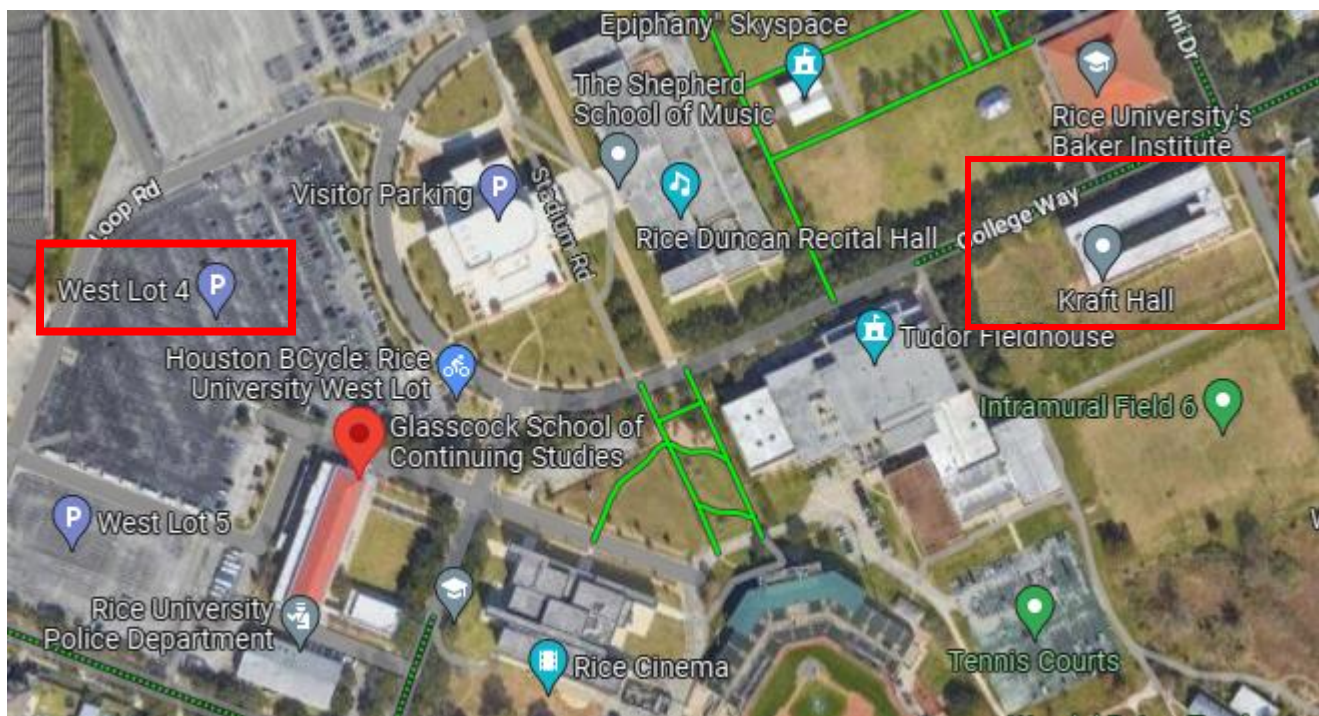 Epiphany" Skyspace
The Shepherd
School of Music
Rice University's
Baker Institute
Visitor Parking
Stadium Rd
Loop Rd
Rice Duncan Recital Hall
College Way
West Lot 4
Kraft Hall
Tudor Fieldhouse
Houston BCycle: Rice
University West Lot
Intramural Field 6
Glasscock School of
Continuing Studies
West Lot 5
Rice University
Police Department
Rice Cinema
Tennis Courts